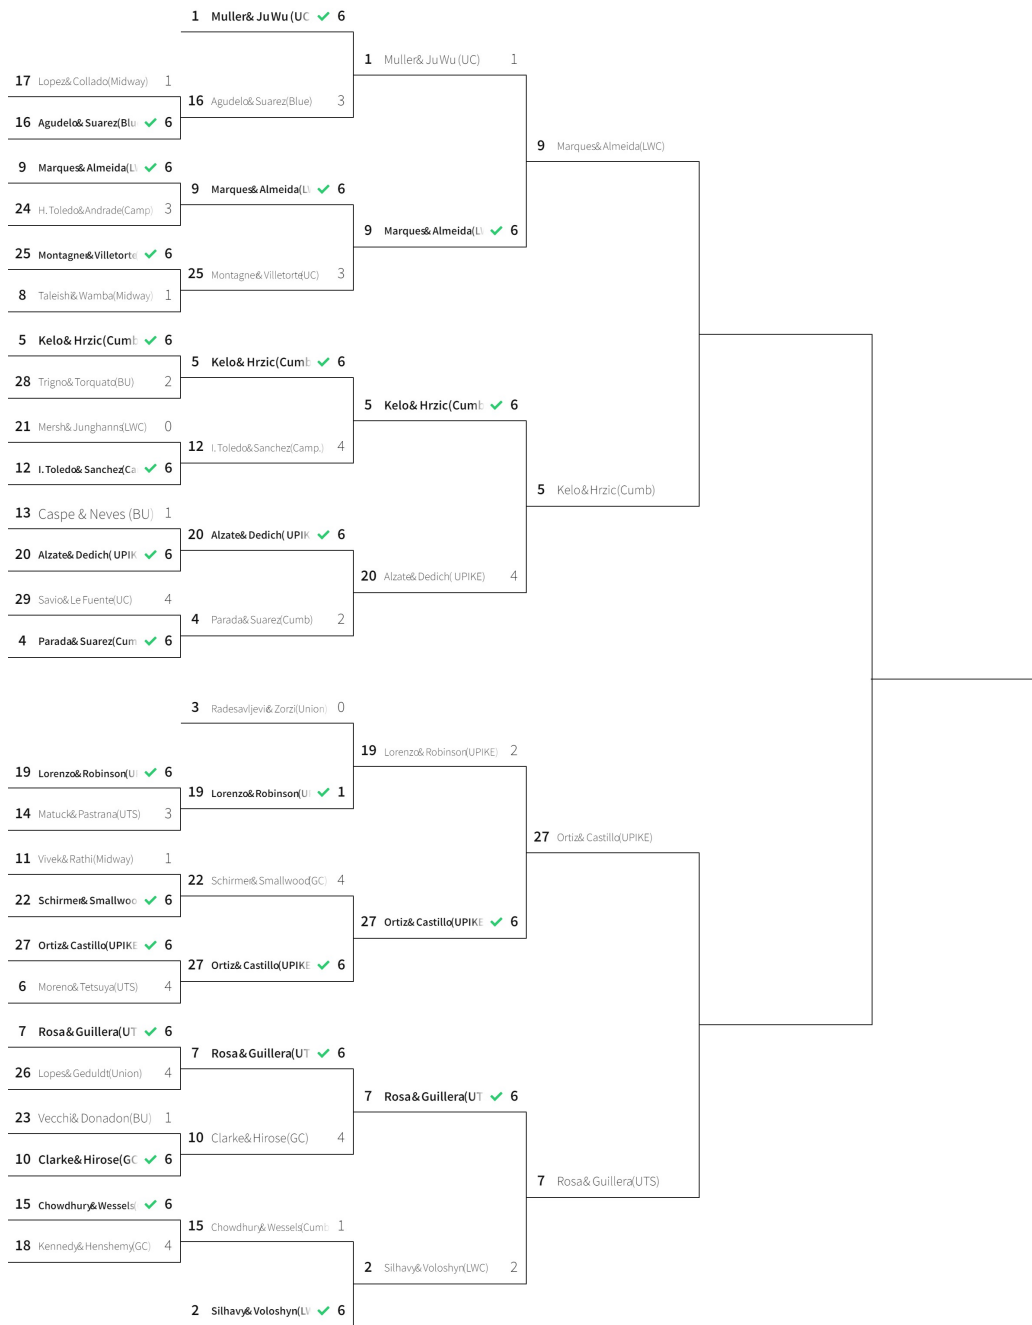 1 Muller& Ju Wu (UC 6
17 Lopez& Collado(Midway) 1
16 Agudelo& Suarez(Blu 6
9 Marques& Almeida(L 6
24 H. Toledo&Andrade(Camp) 3
25 Montagne& Villetorte 6
8 Taleishi& Wamba(Midway) 1
5 Kelo& Hrzic(Cumb 6
28 Trigno& Torquato(BU) 2
21 Mersh& Junghanns(LWC) 0
12 I. Toledo& Sanchez(Ca 6
13 Caspe & Neves (BU) 1
20 Alzate& Dedich( UPIK 6
29 Savio& Le Fuente(UC) 4
4 Parada& Suarez(Cum 6
16 Agudelo& Suarez(Blue) 3
9 Marques& Almeida(L 6
25 Montagne& Villetorte(UC) 3
5 Kelo& Hrzic(Cumb 6
12 I. Toledo& Sanchez(Camp.) 4
20 Alzate& Dedich( UPIK 6
4 Parada& Suarez(Cumb) 2
1 Muller& Ju Wu (UC) 1
9 Marques& Almeida(L 6
5 Kelo& Hrzic(Cumb 6
20 Alzate& Dedich( UPIKE) 4
9 Marques& Almeida(LWC)
5 Kelo& Hrzic(Cumb)
3 Radesavljevi& Zorzi(Union) 0
19 Lorenzo& Robinson(U 6
14 Matuck& Pastrana(UTS) 3
11 Vivek& Rathi(Midway) 1
22 Schirmer& Smallwoo 6
27 Ortiz& Castillo(UPIKE 6
6 Moreno& Tetsuya(UTS) 4
7 Rosa& Guillera(UT 6
26 Lopes& Geduldt(Union) 4
23 Vecchi& Donadon(BU) 1
10 Clarke& Hirose(GC 6
15 Chowdhury& Wessels( 6
18 Kennedy& Henshemy(GC) 4
19 Lorenzo& Robinson(U 1
22 Schirmer& Smallwood(GC) 4
27 Ortiz& Castillo(UPIKE 6
7 Rosa& Guillera(UT 6
10 Clarke& Hirose(GC) 4
15 Chowdhury& Wessels(Cumb 1
2 Silhavy& Voloshyn(LW 6
19 Lorenzo& Robinson(UPIKE) 2
27 Ortiz& Castillo(UPIKE 6
7 Rosa& Guillera(UT 6
2 Silhavy& Voloshyn(LWC) 2
27 Ortiz& Castillo(UPIKE)
7 Rosa& Guillera(UTS)